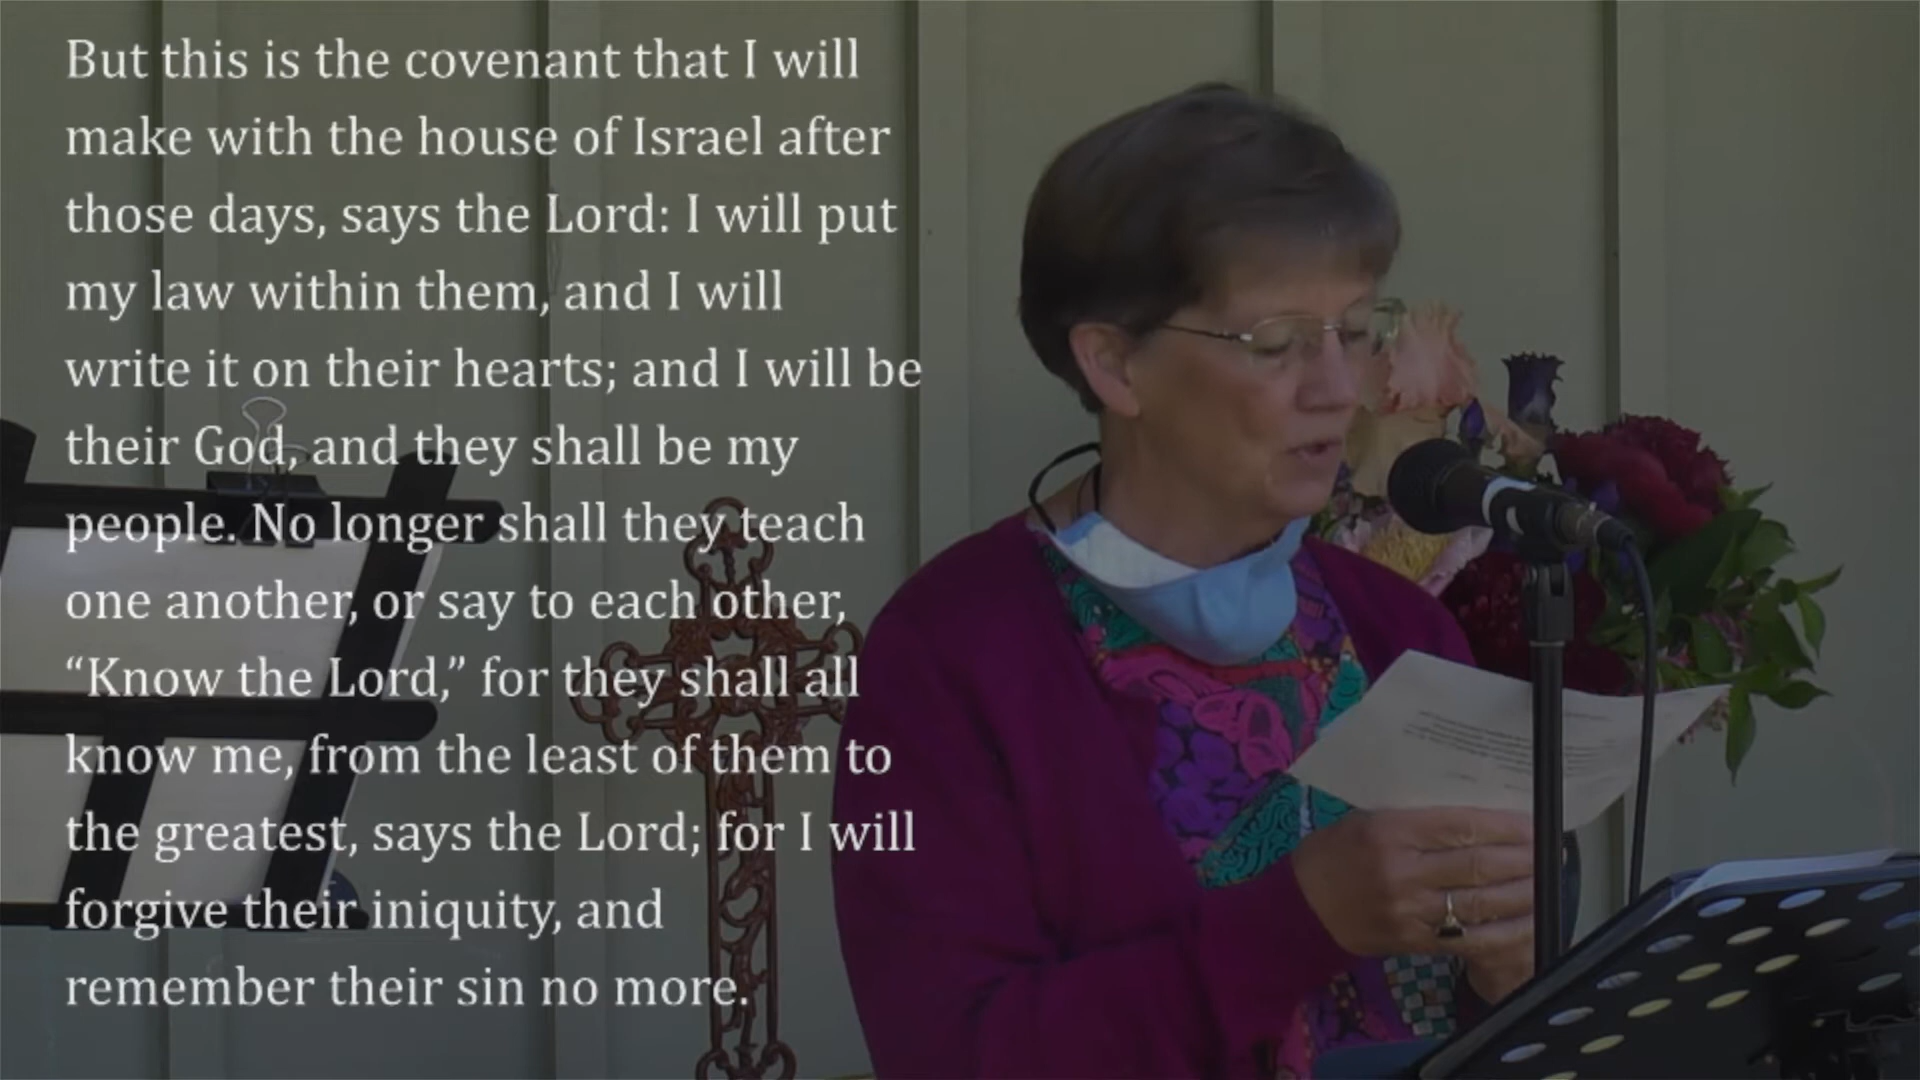 But this is the covenant that I will
make with the house of Israel after
those days, says the Lord: I will put
my law within them, and I will
write it on their hearts; and I will be
their God, and they shall be my
people. No longer shall they teach
one another, or say to each other,
“Know the Lord,” for they shall all
know me, from the least of them to
the greatest, says the Lord; for I will
forgive their iniquity, and
remember their sin no more.